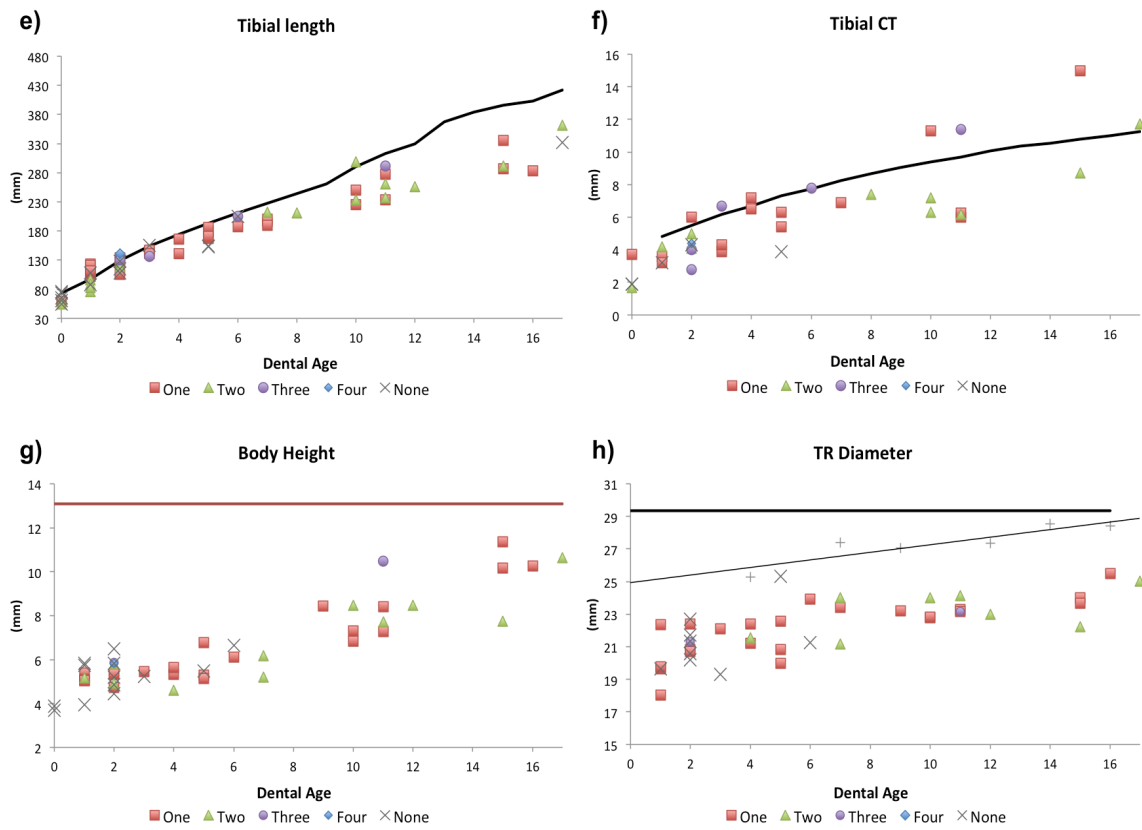 e)
Tibial length
480
430
380
330
280
230
180
130
80
30
(mm)
0 2 4 6 8 10 12 14 16
Dental Age
One Two Three Four None
f)
Tibial CT
16
14
12
10
8
6
4
2
0
(mm)
0 2 4 6 8 10 12 14 16
Dental Age
One Two Three Four None
g)
Body Height
14
12
10
8
6
4
2
(mm)
0 2 4 6 8 10 12 14 16
Dental Age
One Two Three Four None
h)
TR Diameter
31
29
27
25
23
21
19
17
15
(mm)
0 2 4 6 8 10 12 14 16
Dental Age
One Two Three Four None